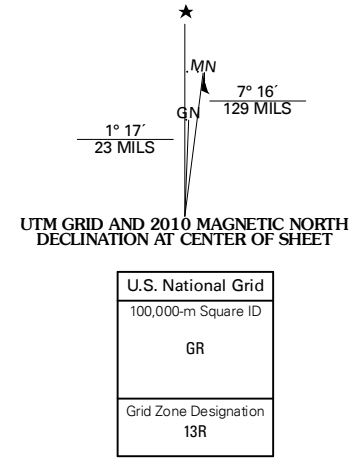 ★
MN
GN
7° 16´
129 MILS
1° 17´
23 MILS
UTM GRID AND 2010 MAGNETIC NORTH
DECLINATION AT CENTER OF SHEET
U.S. National Grid
100,000-m Square ID
GR
Grid Zone Designation
13R